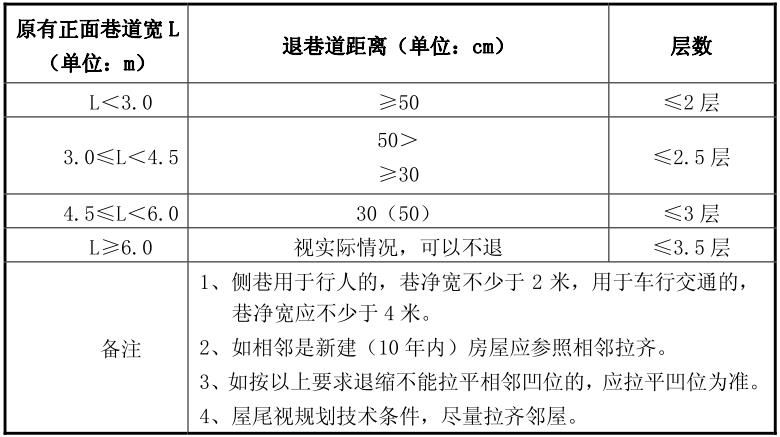 原有正面巷道宽 L
（单位：m）
退巷道距离（单位：cm）
层数
L＜3.0
≥50
≤2 层
3.0≤L＜4.5
50＞
≥30
≤2.5 层
4.5≤L＜6.0
30（50）
≤3 层
L≥6.0
视实际情况，可以不退
≤3.5 层
备注
1、侧巷用于行人的，巷净宽不少于 2 米，用于车行交通的，
巷净宽应不少于 4 米。
2、如相邻是新建（10 年内）房屋应参照相邻拉齐。
3、如按以上要求退缩不能拉平相邻凹位的，应拉平凹位为准。
4、屋尾视规划技术条件，尽量拉齐邻屋。